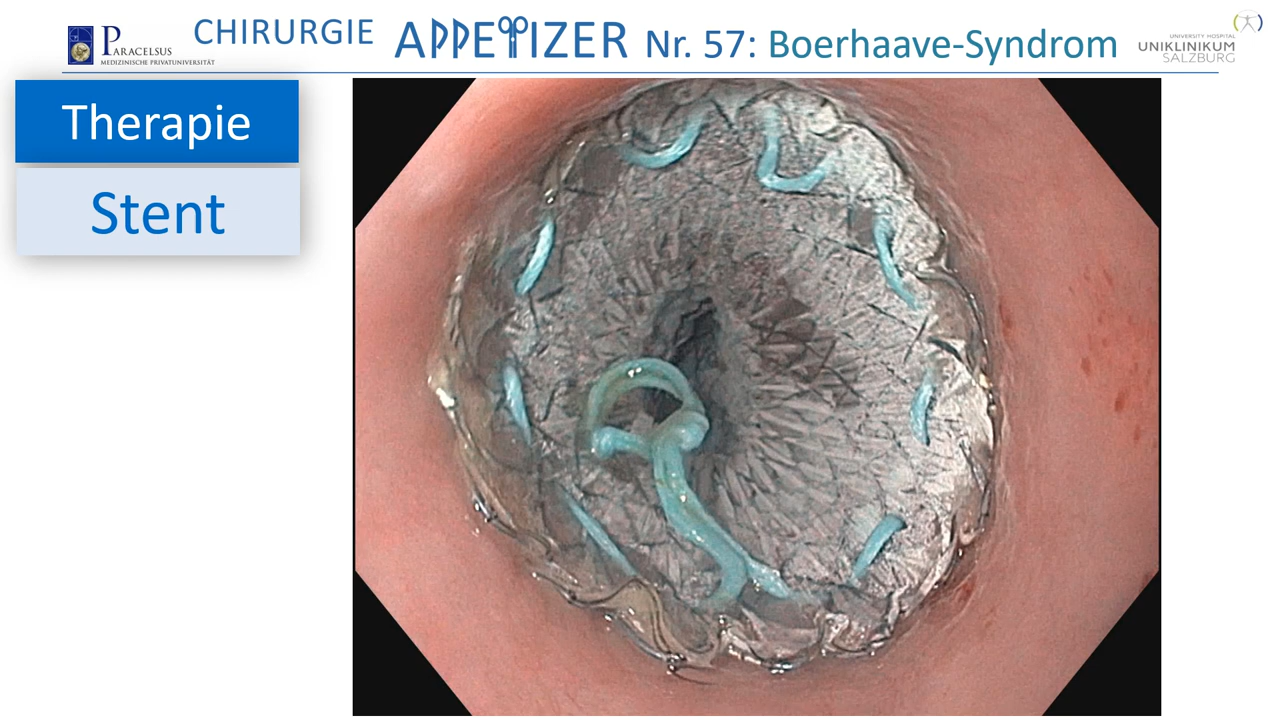 PARACELSUS
MEDIZINISCHE PRIVATUNIVERSITÄT
CHIRURGIE APPETIZER Nr. 57: Boerhaave-Syndrom
UNIVERSITY HOSPITAL
UNIKLINIKUM
SALZBURG
Therapie
Stent